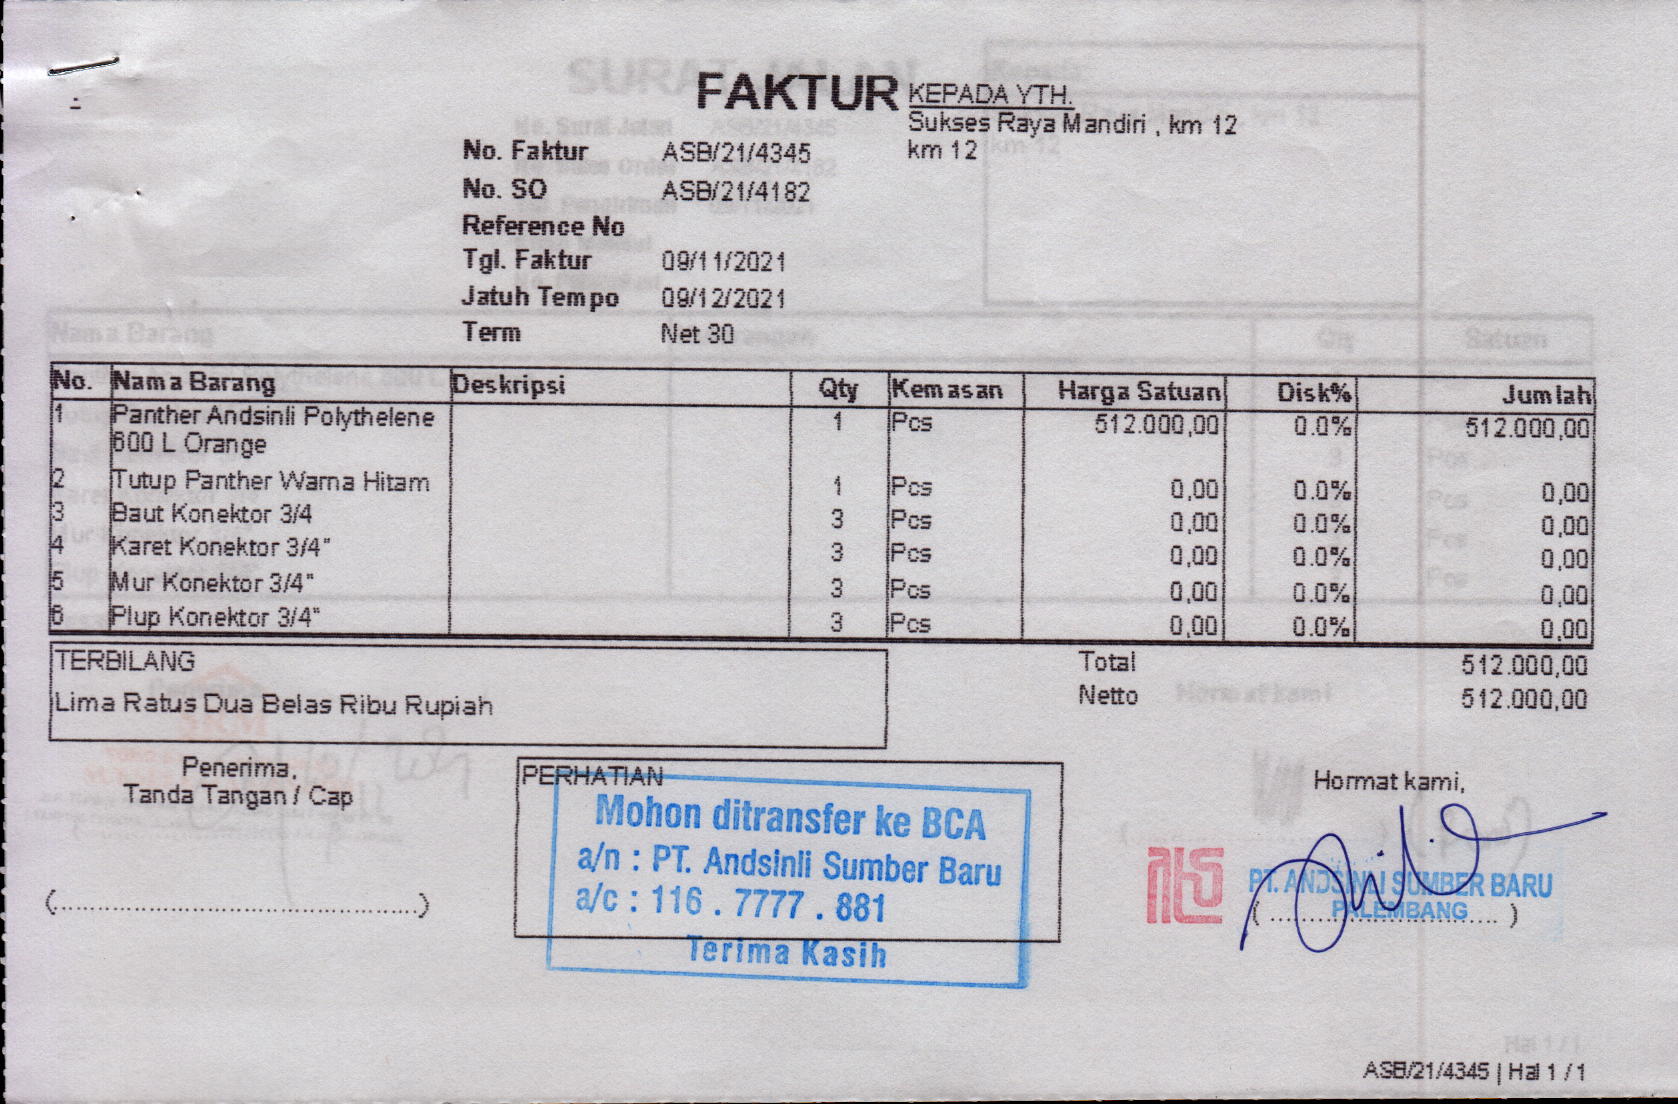 FAKTUR
KEPADA YTH.
Sukses Raya Mandiri , km 12
km 12
No. Faktur ASB/21/4345
No. SO ASB/21/4182
Reference No
Tgl. Faktur 09/11/2021
Jatuh Tempo 09/12/2021
Term Net 30
No. Nama Barang Deskripsi Qty Kemasan Harga Satuan Disk% Jumlah
1 Panther Andsinli Polythelene 1 Pcs 512.000,00 0.0% 512.000,00
600 L Orange
2 Tutup Panther Warna Hitam 1 Pcs 0,00 0.0% 0,00
3 Baut Konektor 3/4 3 Pcs 0,00 0.0% 0,00
4 Karet Konektor 3/4" 3 Pcs 0,00 0.0% 0,00
5 Mur Konektor 3/4" 3 Pcs 0,00 0.0% 0,00
6 Plup Konektor 3/4" 3 Pcs 0,00 0.0% 0,00
TERBILANG
Lima Ratus Dua Belas Ribu Rupiah
Total 512.000,00
Netto 512.000,00
Penerima,
Tanda Tangan / Cap
(.............................................)
PERHATIAN
Mohon ditransfer ke BCA
a/n : PT. Andsinli Sumber Baru
a/c : 116 . 7777 . 881
Terima Kasih
Hormat kami,
PT. ANDSINLI SUMBER BARU
PALEMBANG
(............................)
ASB/21/4345 | Hal 1 / 1